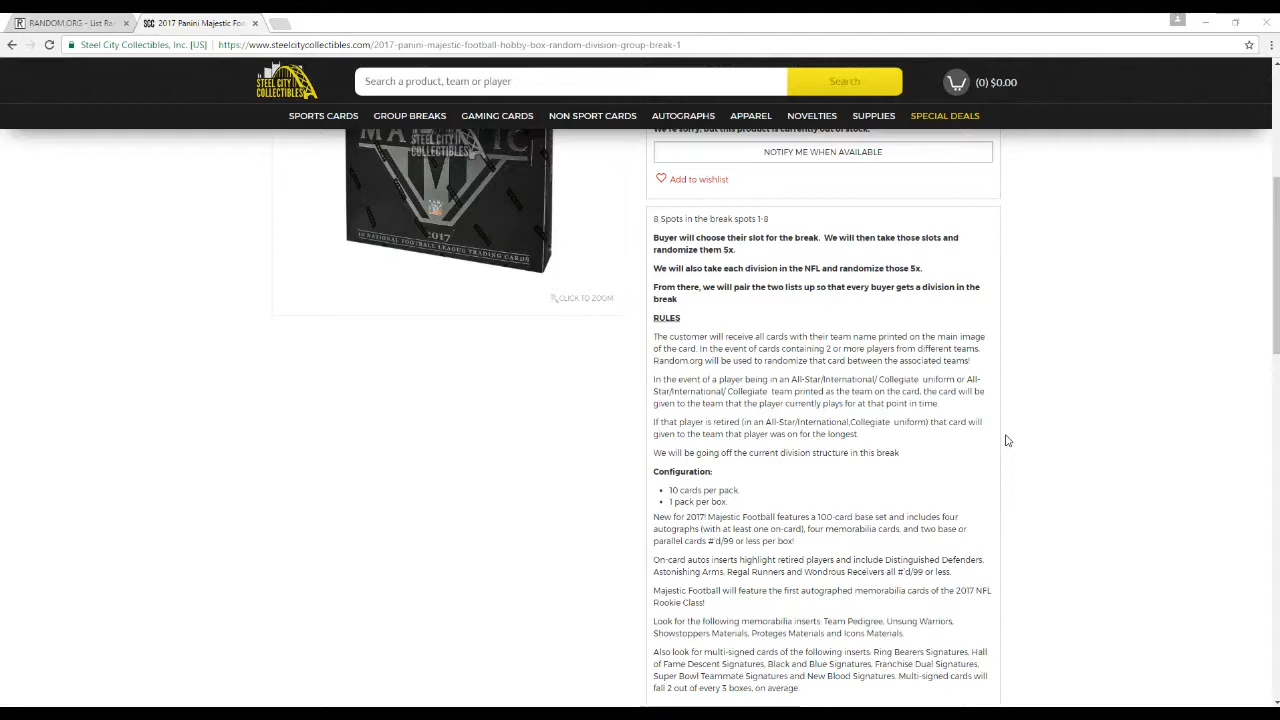 RANDOM.ORG - List Ra
2017 Panini Majestic Foo
Steel City Collectibles, Inc. [US]
https://www.steelcitycollectibles.com/2017-panini-majestic-football-hobby-box-random-division-group-break-1
STEEL CITY
COLLECTIBLES
Search a product, team or player
Search
(0) $0.00
SPORTS CARDS GROUP BREAKS GAMING CARDS NON SPORT CARDS AUTOGRAPHS APPAREL NOVELTIES SUPPLIES SPECIAL DEALS
We're sorry, but this product is currently out of stock.
NOTIFY ME WHEN AVAILABLE
Add to wishlist
MAJESTIC
STEEL CITY
COLLECTIBLES
M
2017
10 NATIONAL FOOTBALL LEAGUE TRADING CARDS
CLICK TO ZOOM
8 Spots in the break spots 1-8
Buyer will choose their slot for the break. We will then take those slots and
randomize them 5x.
We will also take each division in the NFL and randomize those 5x.
From there, we will pair the two lists up so that every buyer gets a division in the
break
RULES
The customer will receive all cards with their team name printed on the main image
of the card. In the event of cards containing 2 or more players from different teams.
Random.org will be used to randomize that card between the associated teams!
In the event of a player being in an All-Star/International/ Collegiate uniform or All-
Star/International/ Collegiate team printed as the team on the card, the card will be
given to the team that the player currently plays for at that point in time.
If that player is retired (in an All-Star/International,Collegiate uniform) that card will
given to the team that player was on for the longest.
We will be going off the current division structure in this break
Configuration:
10 cards per pack.
1 pack per box.
New for 2017! Majestic Football features a 100-card base set and includes four
autographs (with at least one on-card), four memorabilia cards, and two base or
parallel cards #'d/99 or less per box!
On-card autos inserts highlight retired players and include Distinguished Defenders,
Astonishing Arms, Regal Runners and Wondrous Receivers all #'d/99 or less.
Majestic Football will feature the first autographed memorabilia cards of the 2017 NFL
Rookie Class!
Look for the following memorabilia inserts: Team Pedigree, Unsung Warriors,
Showstoppers Materials, Proteges Materials and Icons Materials.
Also look for multi-signed cards of the following inserts: Ring Bearers Signatures, Hall
of Fame Descent Signatures, Black and Blue Signatures, Franchise Dual Signatures,
Super Bowl Teammate Signatures and New Blood Signatures. Multi-signed cards will
fall 2 out of every 3 boxes, on average.